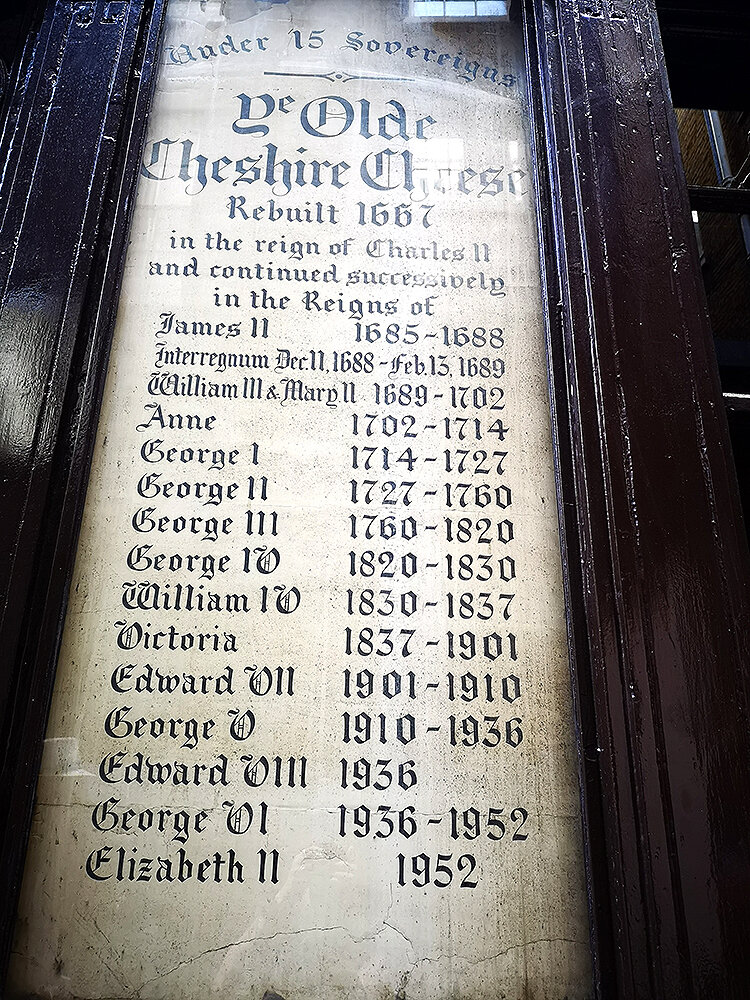 Under 15 Sovereigns
Ye Olde
Cheshire Cheese
Rebuilt 1667
in the reign of Charles II
and continued successively
in the Reigns of
James II 1685-1688
Interregnum Dec.11,1688-Feb.13,1689
William III & Mary II 1689-1702
Anne 1702-1714
George I 1714-1727
George II 1727-1760
George III 1760-1820
George IV 1820-1830
William IV 1830-1837
Victoria 1837-1901
Edward VII 1901-1910
George V 1910-1936
Edward VIII 1936
George VI 1936-1952
Elizabeth II 1952